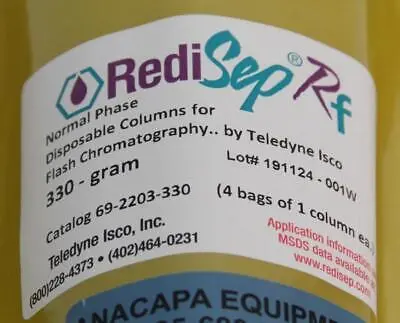 RediSep® Rf
Normal Phase
Disposable Columns for
Flash Chromatography.. by Teledyne Isco
330 - gram
Lot# 191124 - 001W
Catalog 69-2203-330
(4 bags of 1 column ea.
Teledyne Isco, Inc.
(800)228-4373 • (402)464-0231
Application information
MSDS data available
www.redisep.com
ANACAPA EQUIPME